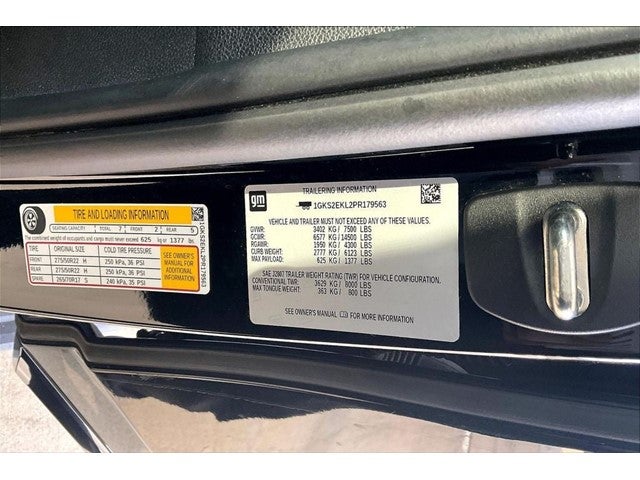 TIRE AND LOADING INFORMATION
SEATING CAPACITY TOTAL 7 FRONT 2 REAR 5
The combined weight of occupants and cargo should never exceed 625 kg or 1377 lbs.
TIRE ORIGINAL SIZE COLD TIRE PRESSURE
FRONT 275/50R22 H 250 kPa, 36 PSI
REAR 275/50R22 H 250 kPa, 36 PSI
SPARE 265/70R17 S 240 kPa, 35 PSI
SEE OWNER'S
MANUAL FOR
ADDITIONAL
INFORMATION
1GKS2EKL2PR179563
gm
TRAILERING INFORMATION
1GKS2EKL2PR179563
VEHICLE AND TRAILER MUST NOT EXCEED ANY OF THESE VALUES.
GVWR: 3402 KG / 7500 LBS
GCWR: 6577 KG / 14500 LBS
RGAWR: 1950 KG / 4300 LBS
CURB WEIGHT: 2777 KG / 6123 LBS
MAX PAYLOAD: 625 KG / 1377 LBS
SAE J2807 TRAILER WEIGHT RATING (TWR) FOR VEHICLE CONFIGURATION.
CONVENTIONAL TWR: 3629 KG / 8000 LBS
MAX TONGUE WEIGHT: 363 KG / 800 LBS
SEE OWNER'S MANUAL FOR MORE INFORMATION